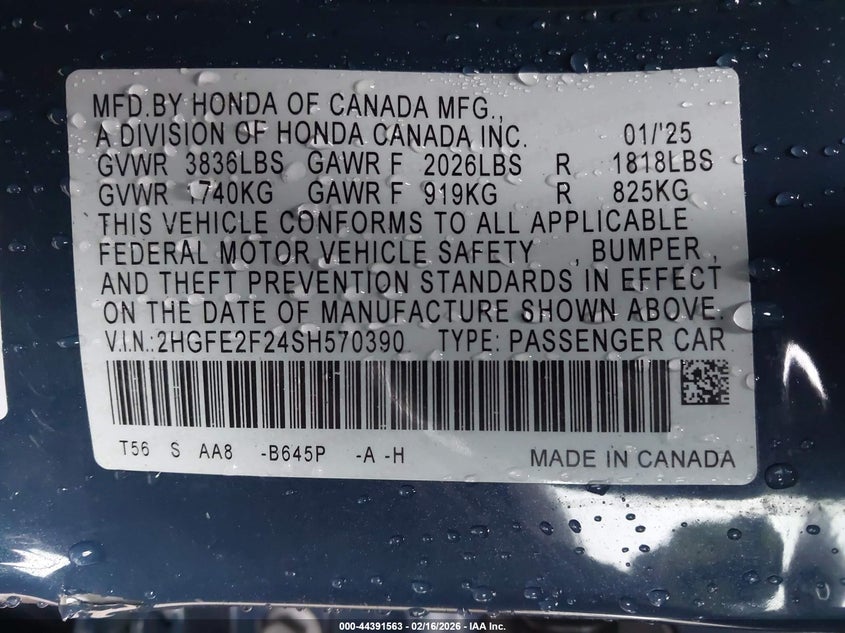 MFD.BY HONDA OF CANADA MFG.,
A DIVISION OF HONDA CANADA INC. 01/'25
GVWR 3836LBS GAWR F 2026LBS R 1818LBS
GVWR 1740KG GAWR F 919KG R 825KG
THIS VEHICLE CONFORMS TO ALL APPLICABLE
FEDERAL MOTOR VEHICLE SAFETY , BUMPER ,
AND THEFT PREVENTION STANDARDS IN EFFECT
ON THE DATE OF MANUFACTURE SHOWN ABOVE.
V.I.N.:2HGFE2F24SH570390 TYPE: PASSENGER CAR
T56 S AA8 -B645P -A -H MADE IN CANADA
000-44391563 — 02/16/2026 — IAA Inc.